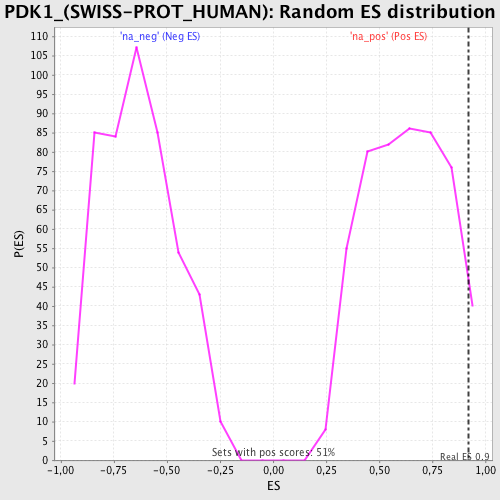 PDK1_(SWISS-PROT_HUMAN): Random ES distribution
'na_neg' (Neg ES)
'na_pos' (Pos ES)
110
105
100
95
90
85
80
75
70
65
60
55
50
45
40
35
30
25
20
15
10
5
0
P(ES)
Sets with pos scores: 51%
Real ES 0.9
-1,00 -0,75 -0,50 -0,25 0,00 0,25 0,50 0,75 1,00
ES